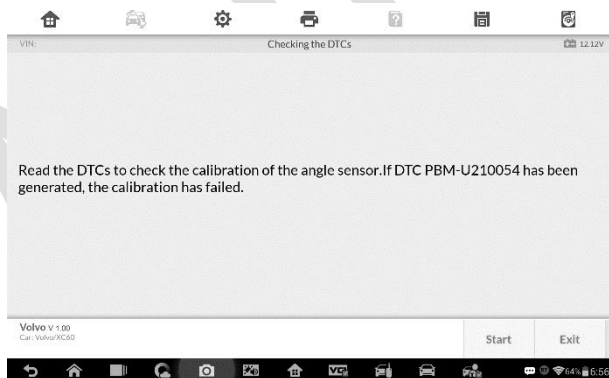 VIN:
Checking the DTCs
12.12V
Read the DTCs to check the calibration of the angle sensor.If DTC PBM-U210054 has been
generated, the calibration has failed.
Volvo V 1.00
Car: Volvo/XC60
Start
Exit
64% 6:56